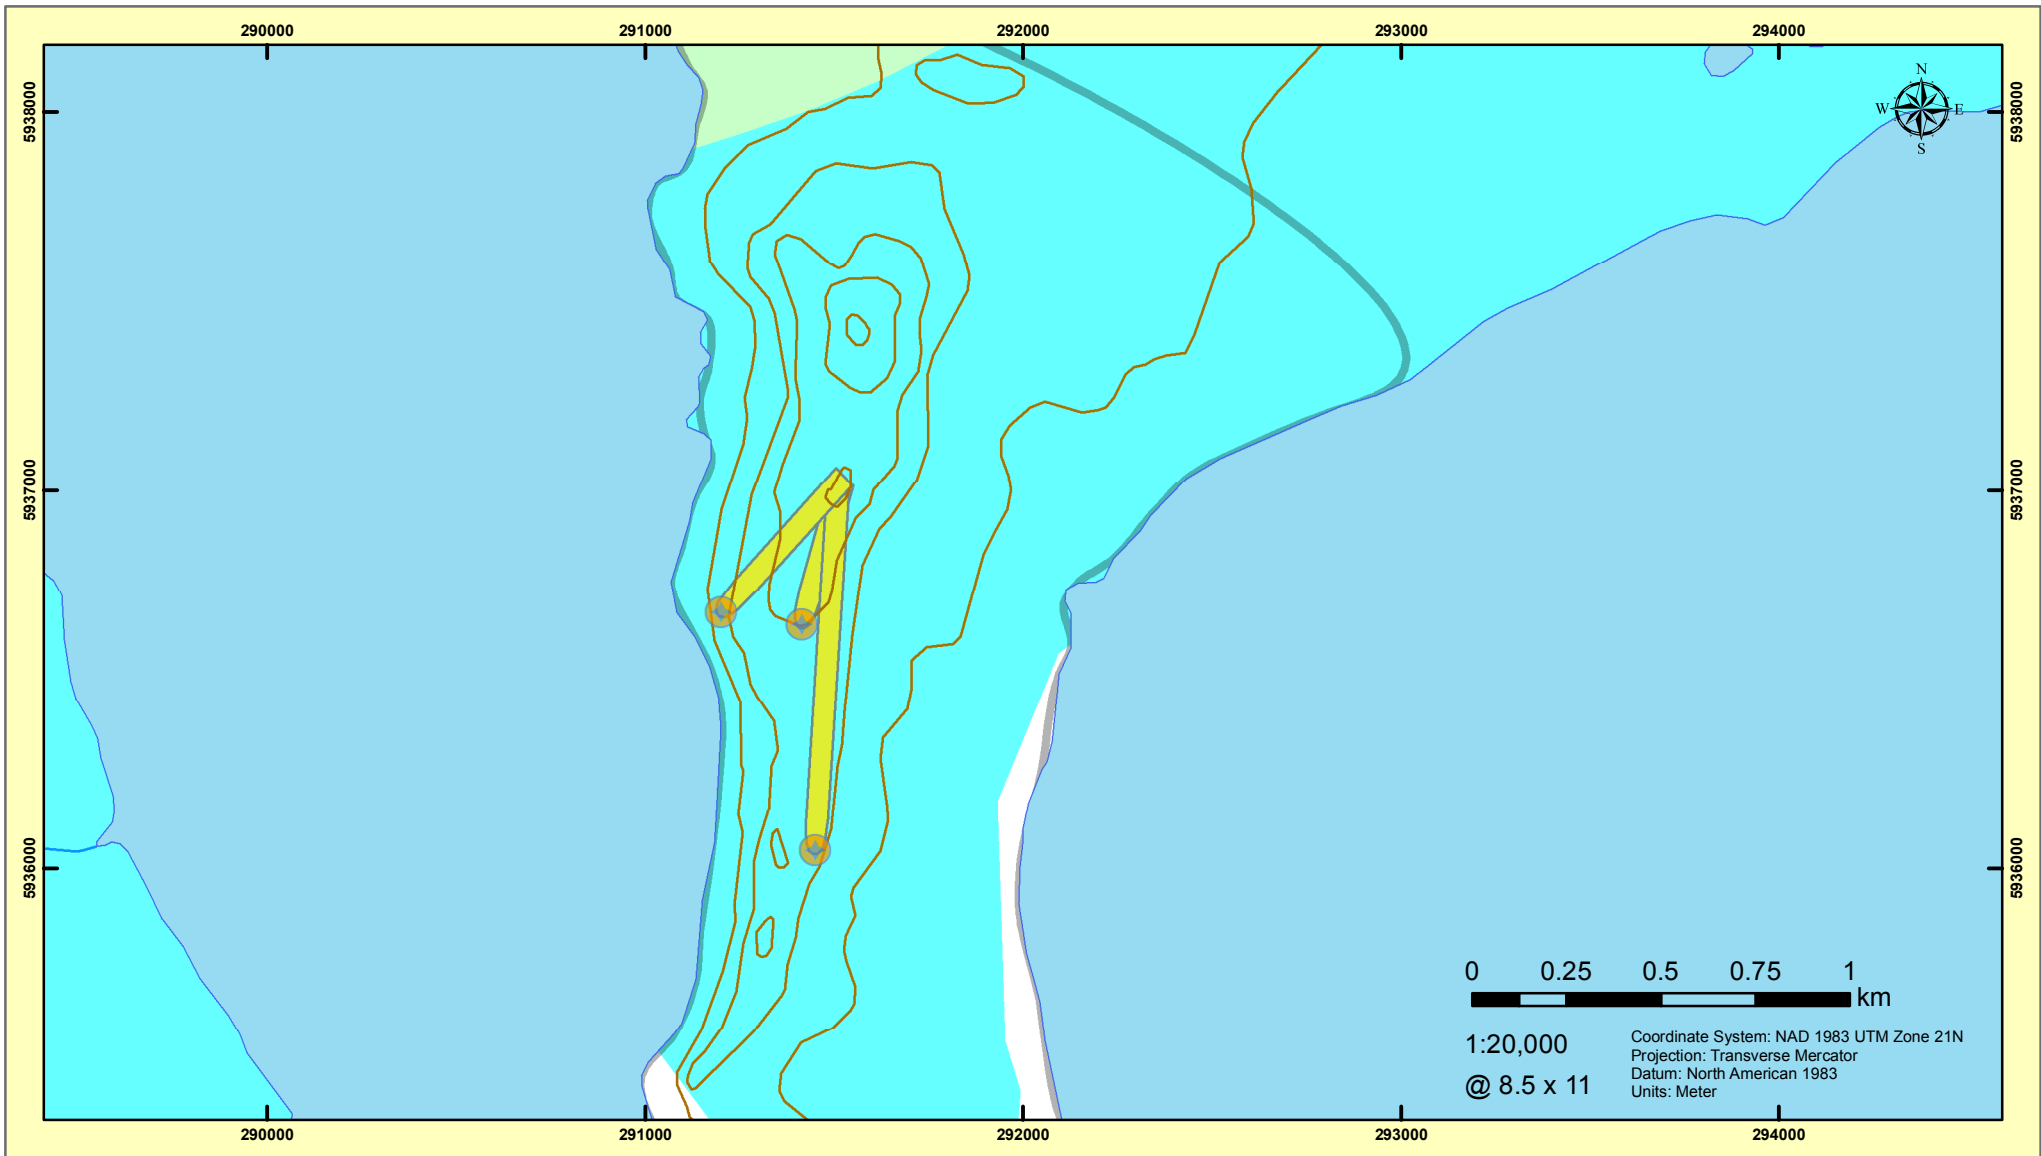 290000 291000 292000 293000 294000
5938000 5938000
N
W E
S
5937000 5937000
5936000 5936000
0 0.25 0.5 0.75 1
km
1:20,000
@ 8.5 x 11
Coordinate System: NAD 1983 UTM Zone 21N
Projection: Transverse Mercator
Datum: North American 1983
Units: Meter
290000 291000 292000 293000 294000